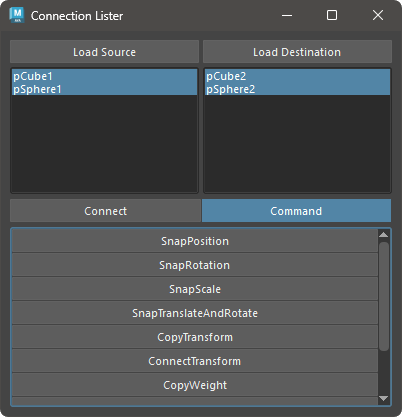 Connection Lister
Load Source
Load Destination
pCube1
pSphere1
pCube2
pSphere2
Connect
Command
SnapPosition
SnapRotation
SnapScale
SnapTranslateAndRotate
CopyTransform
ConnectTransform
CopyWeight